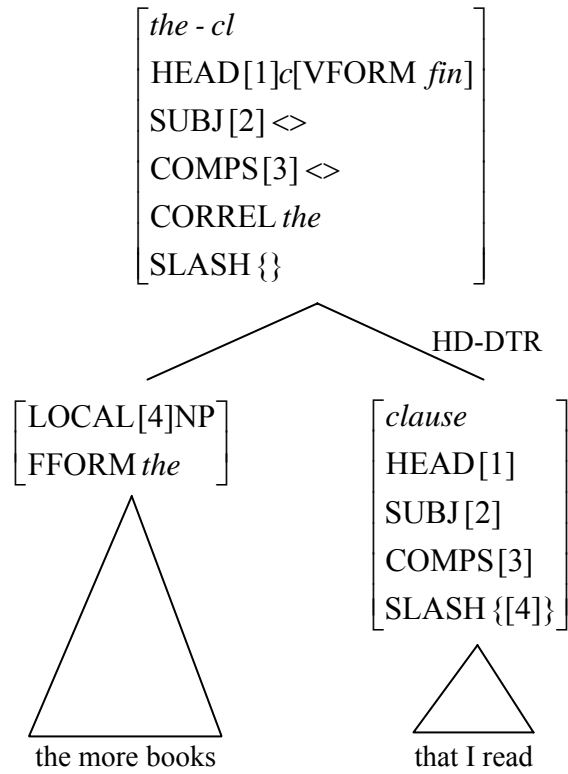 the - cl
HEAD[1]c[VFORM fin]
SUBJ[2]<>
COMPS[3]<>
CORREL the
SLASH{}
HD-DTR
LOCAL[4]NP
FFORM the
clause
HEAD[1]
SUBJ[2]
COMPS[3]
SLASH{[4]}
the more books
that I read